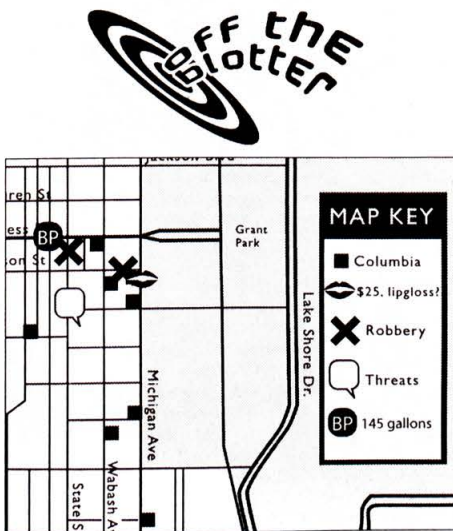 off the
blotter
Jackson Blvd
ren St
ess
BP
son St
Grant
Park
Lake Shore Dr.
Michigan Ave
Wabash A
State S
MAP KEY
Columbia
$25, lipgloss?
Robbery
Threats
BP 145 gallons